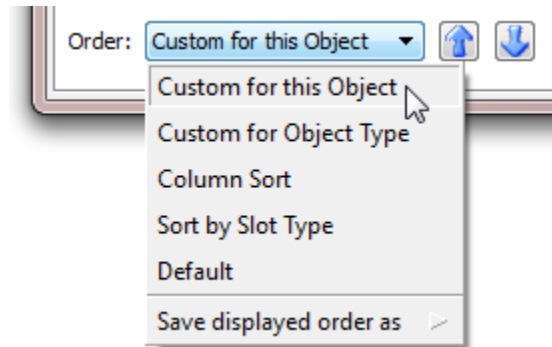 Order: Custom for this Object
Custom for this Object
Custom for Object Type
Column Sort
Sort by Slot Type
Default
Save displayed order as